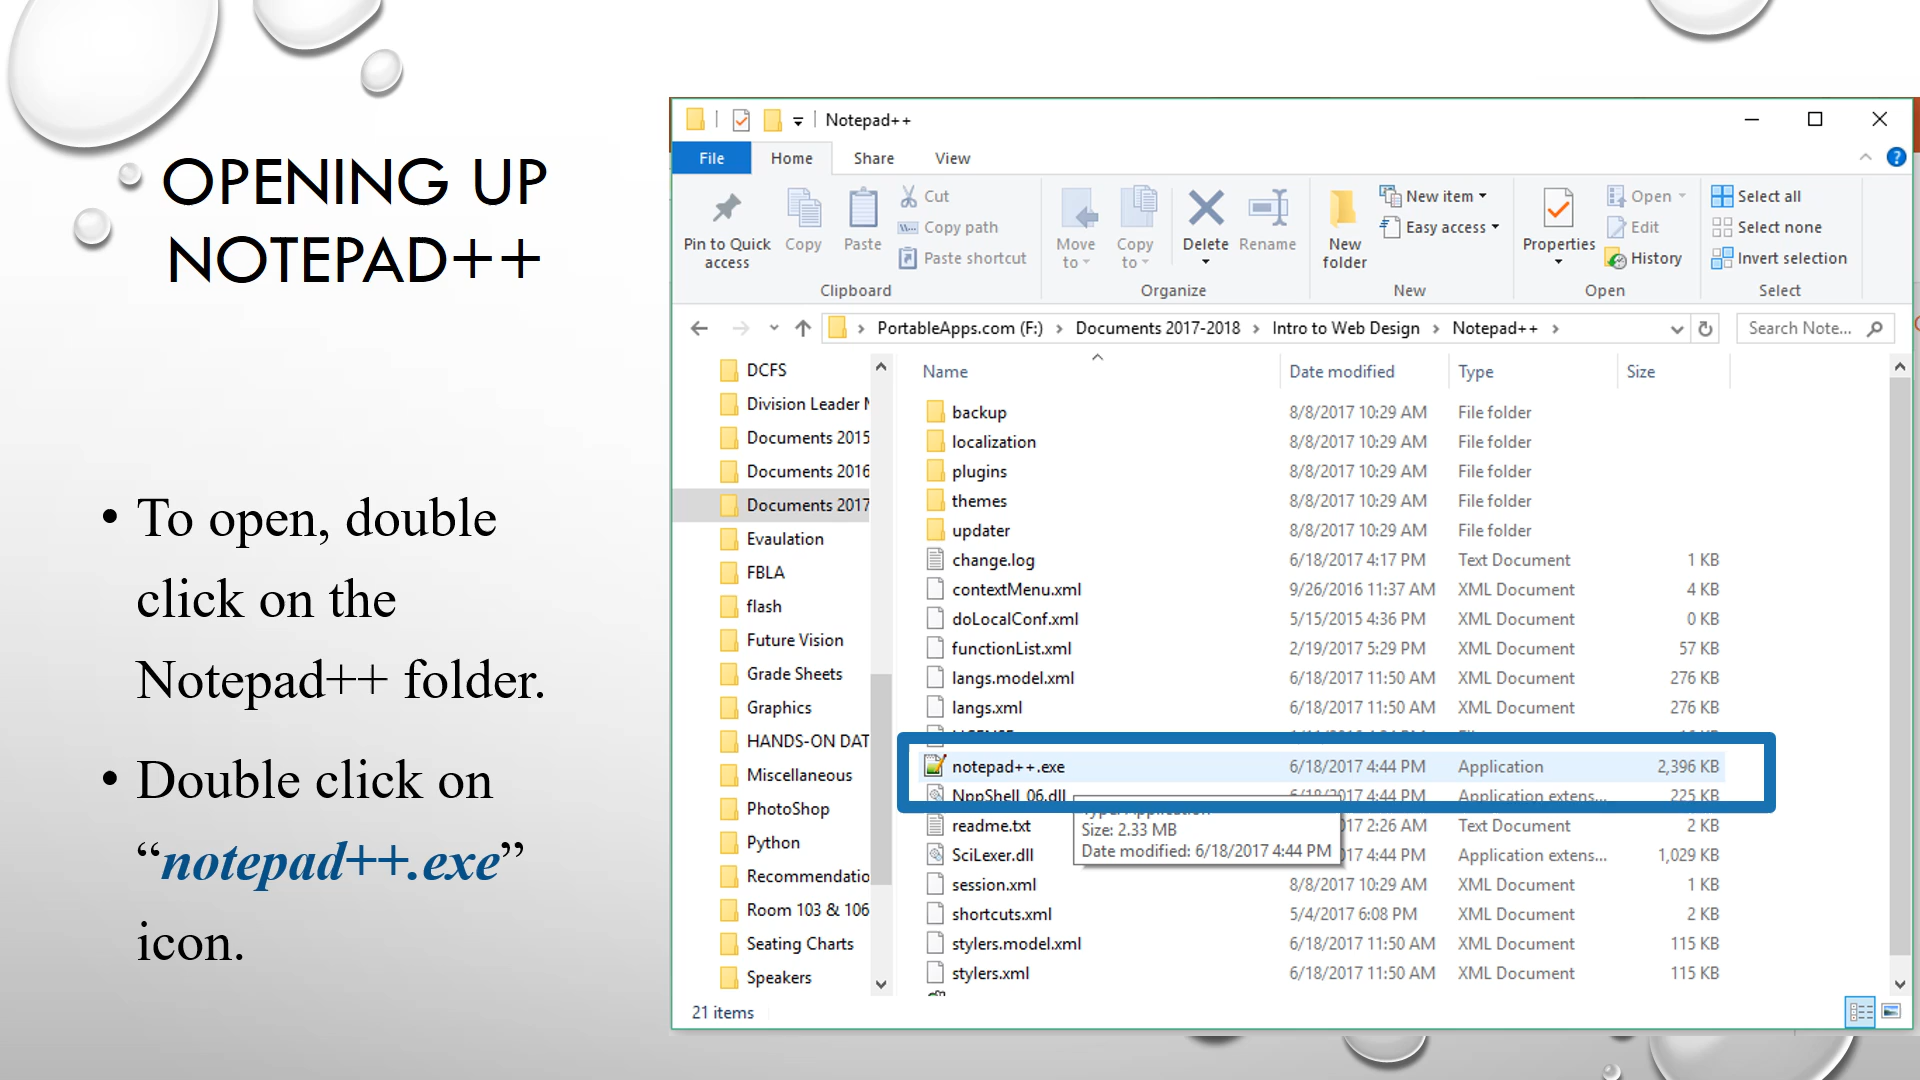 OPENING UP
NOTEPAD++
• To open, double
click on the
Notepad++ folder.
• Double click on
“notepad++.exe”
icon.
Notepad++
File Home Share View
Pin to Quick access
Copy
Paste
Cut
Copy path
Paste shortcut
Clipboard
Move to
Copy to
Delete
Rename
Organize
New folder
New item
Easy access
New
Properties
Open
Edit
History
Open
Select all
Select none
Invert selection
Select
PortableApps.com (F:) > Documents 2017-2018 > Intro to Web Design > Notepad++ >
Search Note...
DCFS
Division Leader
Documents 2015
Documents 2016
Documents 2017
Evaulation
FBLA
flash
Future Vision
Grade Sheets
Graphics
HANDS-ON DAT
Miscellaneous
PhotoShop
Python
Recommendatio
Room 103 & 106
Seating Charts
Speakers
Name Date modified Type Size
backup 8/8/2017 10:29 AM File folder
localization 8/8/2017 10:29 AM File folder
plugins 8/8/2017 10:29 AM File folder
themes 8/8/2017 10:29 AM File folder
updater 8/8/2017 10:29 AM File folder
change.log 6/18/2017 4:17 PM Text Document 1 KB
contextMenu.xml 9/26/2016 11:37 AM XML Document 4 KB
doLocalConf.xml 5/15/2015 4:36 PM XML Document 0 KB
functionList.xml 2/19/2017 5:29 PM XML Document 57 KB
langs.model.xml 6/18/2017 11:50 AM XML Document 276 KB
langs.xml 6/18/2017 11:50 AM XML Document 276 KB
notepad++.exe 6/18/2017 4:44 PM Application 2,396 KB
NppShell_06.dll 6/18/2017 4:44 PM Application extens... 225 KB
readme.txt 017 2:26 AM Text Document 2 KB
SciLexer.dll 017 4:44 PM Application extens... 1,029 KB
session.xml 8/8/2017 10:29 AM XML Document 1 KB
shortcuts.xml 5/4/2017 6:08 PM XML Document 2 KB
stylers.model.xml 6/18/2017 11:50 AM XML Document 115 KB
stylers.xml 6/18/2017 11:50 AM XML Document 115 KB
Type: Application
Size: 2.33 MB
Date modified: 6/18/2017 4:44 PM
21 items